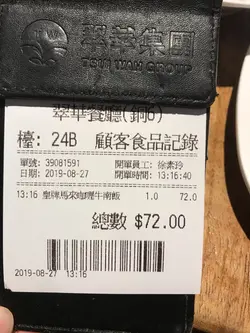 翠華集團
TSUI WAH GROUP
翠華餐廳(銅6)
檯: 24B 顧客食品記錄
單號: 39081591 開單員工: 徐素玲
日期: 2019-08-27 開單時間: 13:16:40
13:16 皇牌馬來咖喱牛南飯 1.0 72.0
總數 $72.00
2019-08-27 13:16